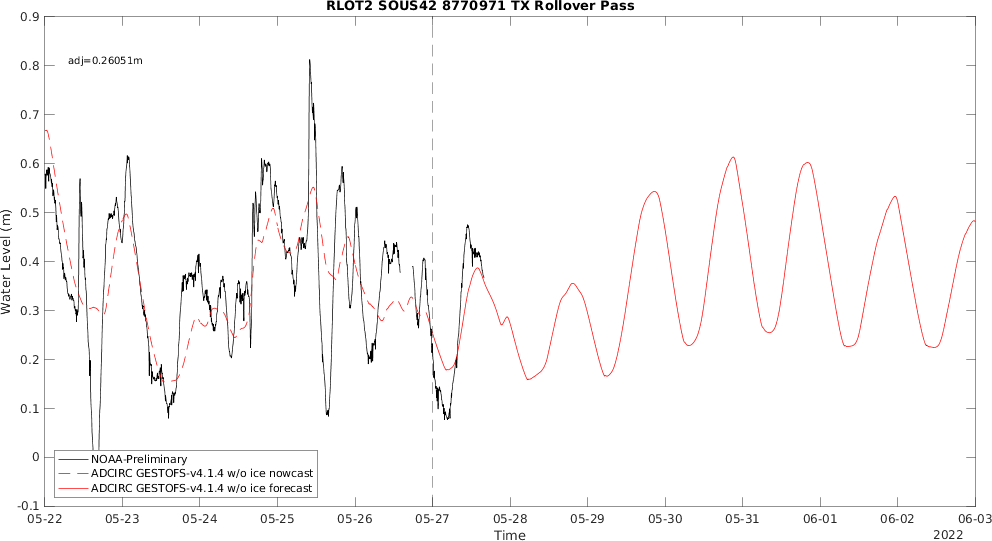 RLOT2 SOUS42 8770971 TX Rollover Pass
adj=0.26051m
0.9
0.8
0.7
0.6
0.5
0.4
0.3
0.2
0.1
0
-0.1
Water Level (m)
NOAA-Preliminary
ADCIRC GESTOFS-v4.1.4 w/o ice nowcast
ADCIRC GESTOFS-v4.1.4 w/o ice forecast
05-22 05-23 05-24 05-25 05-26 05-27 05-28 05-29 05-30 05-31 06-01 06-02 06-03
Time
2022